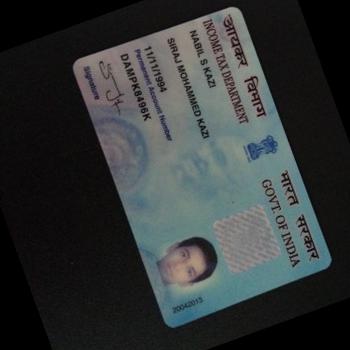 आयकर विभाग
INCOME TAX DEPARTMENT
भारत सरकार
GOVT. OF INDIA
NABIL S KAZI
SIRAJ MOHAMMED KAZI
11/11/1994
Permanent Account Number
DAMPK8496K
Signature
20042013